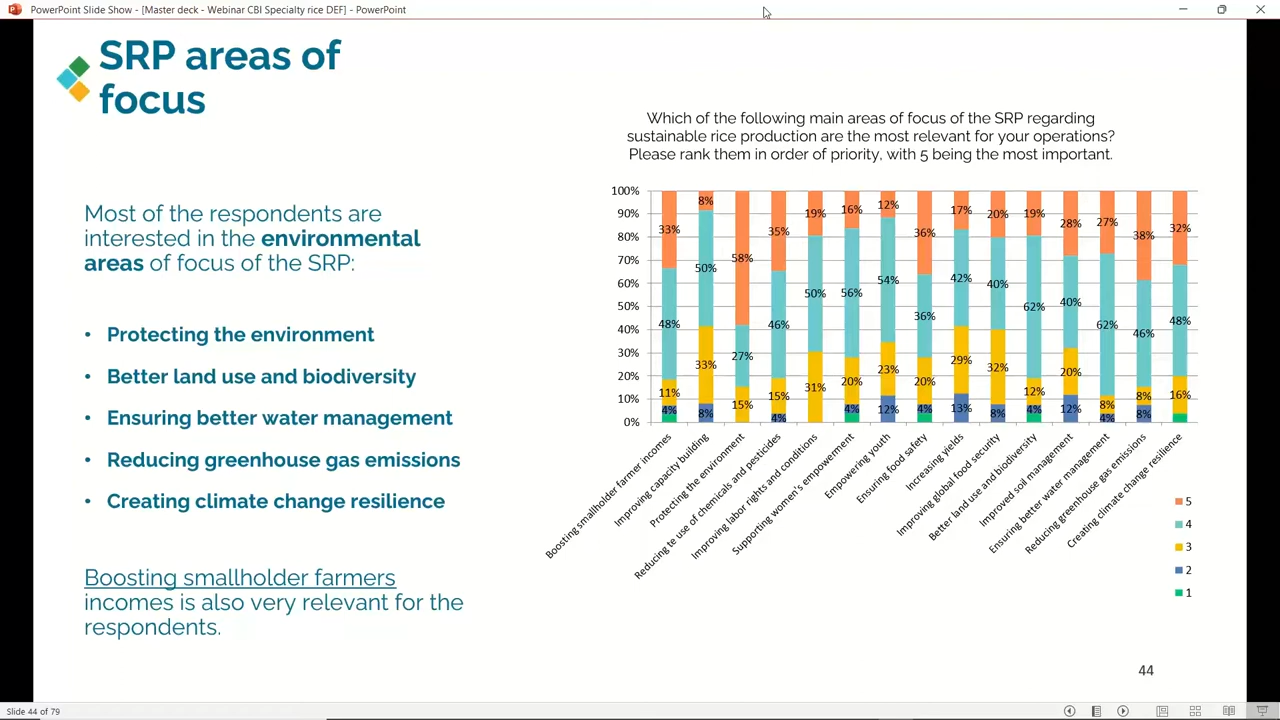 PowerPoint Slide Show - [Master deck - Webinar CBI Specialty rice DEF] - PowerPoint
SRP areas of
focus
Most of the respondents are
interested in the environmental
areas of focus of the SRP:
• Protecting the environment
• Better land use and biodiversity
• Ensuring better water management
• Reducing greenhouse gas emissions
• Creating climate change resilience
Boosting smallholder farmers
incomes is also very relevant for the
respondents.
Which of the following main areas of focus of the SRP regarding
sustainable rice production are the most relevant for your operations?
Please rank them in order of priority, with 5 being the most important.
100%
90%
80%
70%
60%
50%
40%
30%
20%
10%
0%
33%
48%
11%
4%
8%
50%
33%
8%
58%
27%
15%
35%
46%
15%
4%
19%
50%
31%
16%
56%
20%
4%
12%
54%
23%
12%
36%
36%
20%
4%
17%
42%
29%
13%
20%
40%
32%
8%
19%
62%
12%
4%
28%
40%
20%
12%
27%
62%
8%
4%
38%
46%
8%
8%
32%
48%
16%
Boosting smallholder farmer incomes
Improving capacity building
Protecting the environment
Reducing te use of chemicals and pesticides
Improving labor rights and conditions
Supporting women's empowerment
Empowering youth
Ensuring food safety
Increasing yields
Improving global food security
Better land use and biodiversity
Improved soil management
Ensuring better water management
Reducing greenhouse gas emissions
Creating climate change resilience
5
4
3
2
1
44
Slide 44 of 79